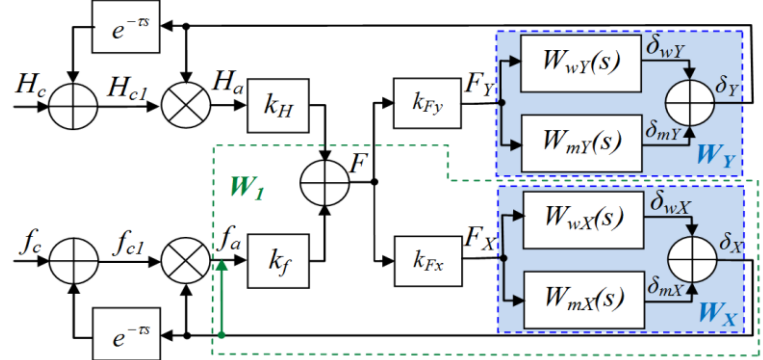 e^{-τs}
H_c
H_{c1}
H_a
k_H
F
k_{Fy}
F_Y
W_{wY}(s)
δ_{wY}
W_{mY}(s)
δ_{mY}
δ_Y
W_Y
W_1
f_c
f_{c1}
f_a
k_f
k_{Fx}
F_X
W_{wX}(s)
δ_{wX}
W_{mX}(s)
δ_{mX}
δ_X
W_X
e^{-τs}